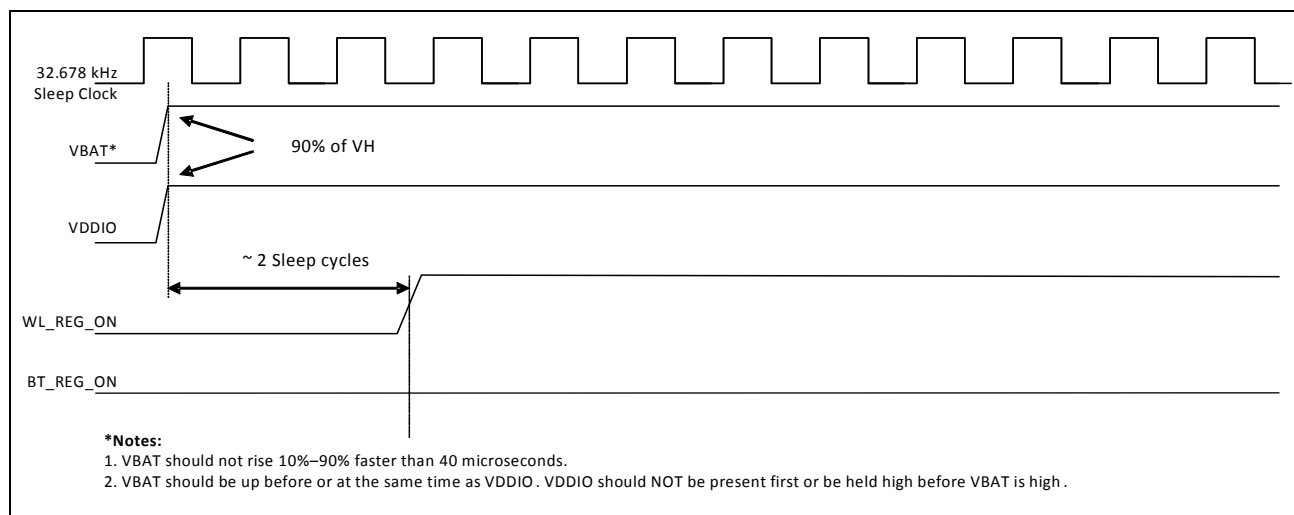 32.678 kHz
Sleep Clock
VBAT*
90% of VH
VDDIO
~ 2 Sleep cycles
WL_REG_ON
BT_REG_ON
*Notes:
1. VBAT should not rise 10%–90% faster than 40 microseconds.
2. VBAT should be up before or at the same time as VDDIO. VDDIO should NOT be present first or be held high before VBAT is high.